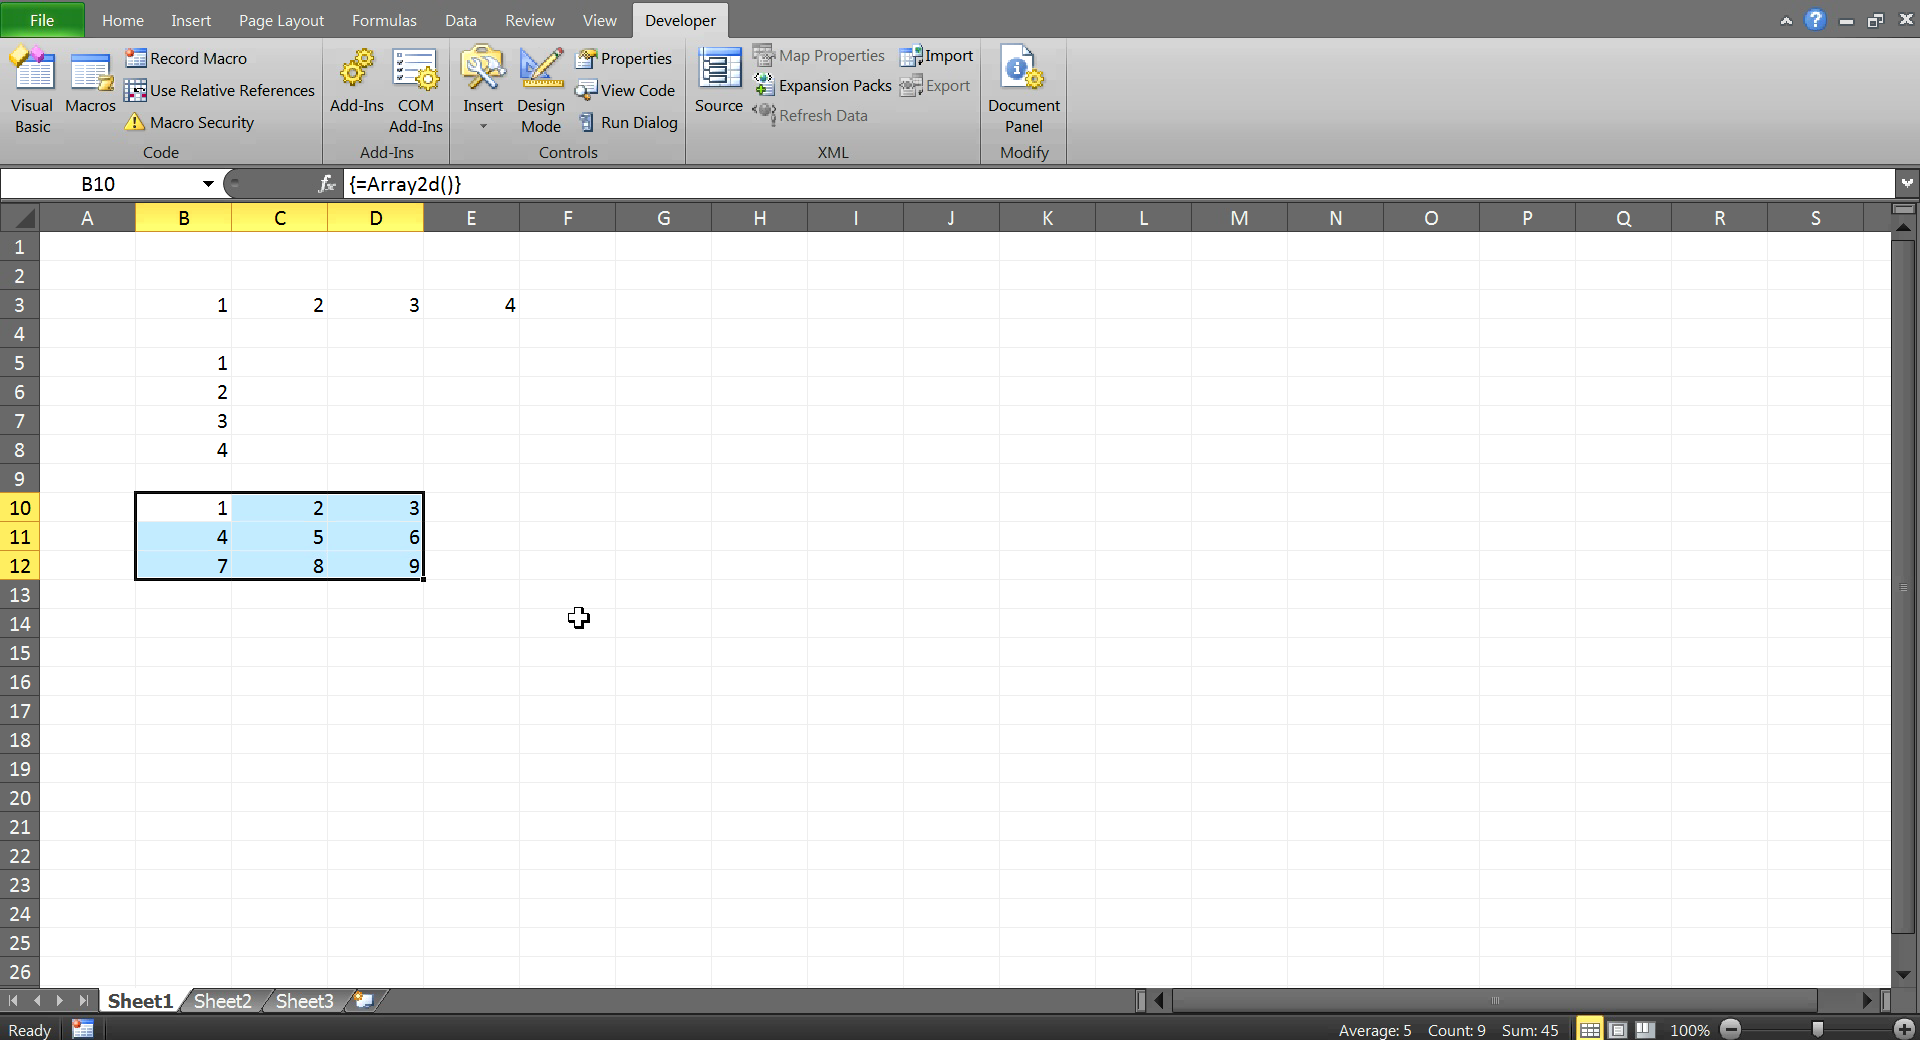 File Home Insert Page Layout Formulas Data Review View Developer
Visual Basic
Macros
Record Macro
Use Relative References
Macro Security
Code
Add-Ins
COM Add-Ins
Add-Ins
Insert
Design Mode
Properties
View Code
Run Dialog
Controls
Source
Map Properties
Expansion Packs
Refresh Data
Import
Export
XML
Document Panel
Modify
B10 fx {=Array2d()}
A B C D E F G H I J K L M N O P Q R S
1
2
3 1 2 3 4
4
5 1
6 2
7 3
8 4
9
10 1 2 3
11 4 5 6
12 7 8 9
13
14
15
16
17
18
19
20
21
22
23
24
25
26
Sheet1 Sheet2 Sheet3
Ready Average: 5 Count: 9 Sum: 45 100%